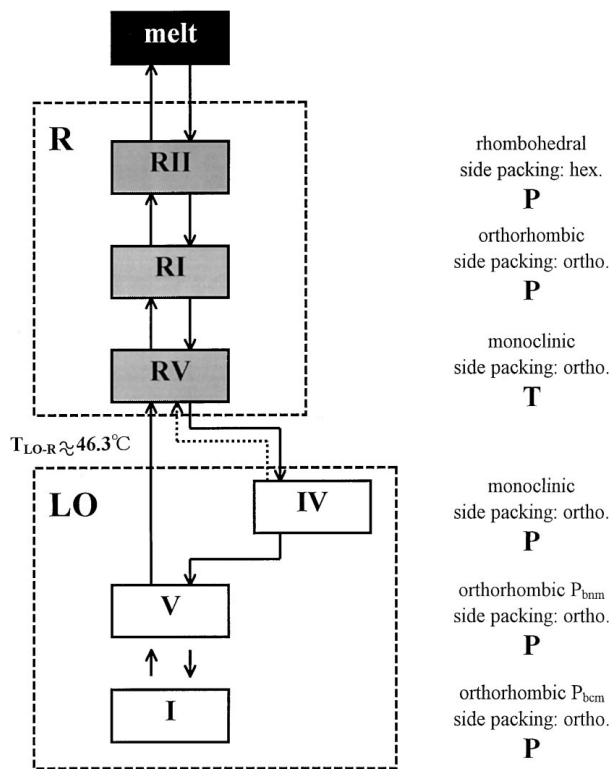 melt
R
RII
rhombohedral
side packing: hex.
P
RI
orthorhombic
side packing: ortho.
P
RV
monoclinic
side packing: ortho.
T
T_LO-R ≈ 46.3℃
LO
IV
monoclinic
side packing: ortho.
P
V
orthorhombic P_bnm
side packing: ortho.
P
I
orthorhombic P_bcm
side packing: ortho.
P